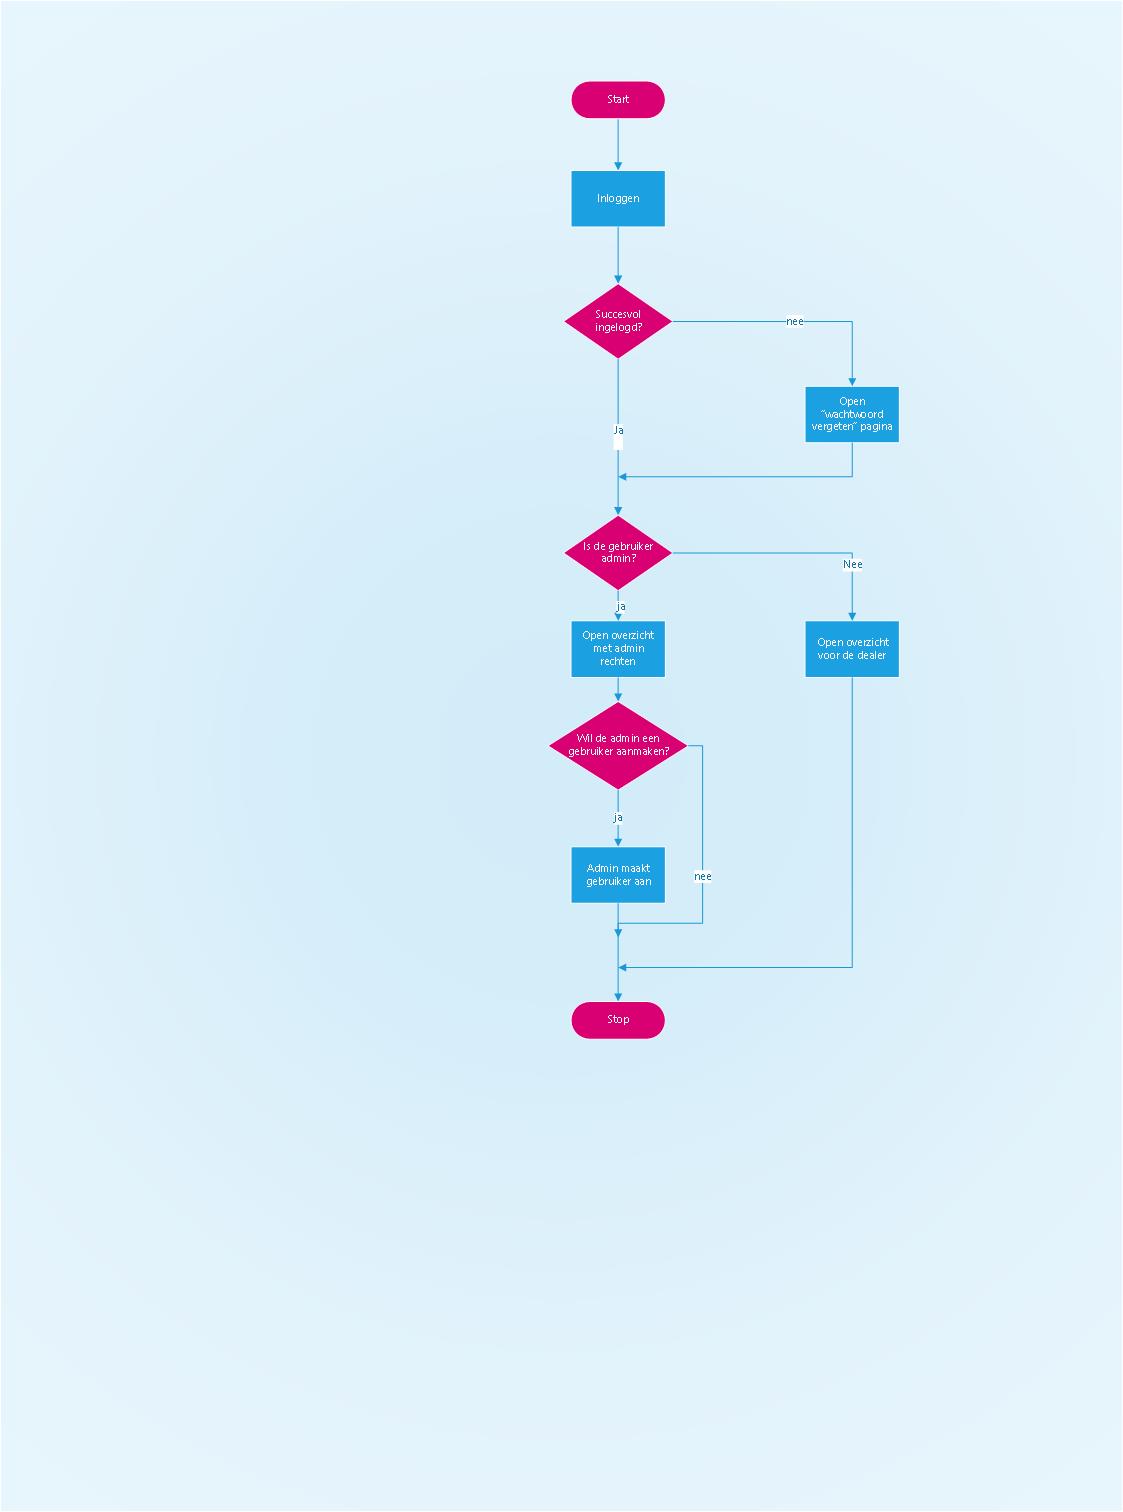 Start
Inloggen
Succesvol
ingelogd?
nee
Open
“wachtwoord
vergeten” pagina
Ja
Is de gebruiker
admin?
Nee
ja
Open overzicht
met admin
rechten
Open overzicht
voor de dealer
Wil de admin een
gebruiker aanmaken?
ja
Admin maakt
gebruiker aan
nee
Stop